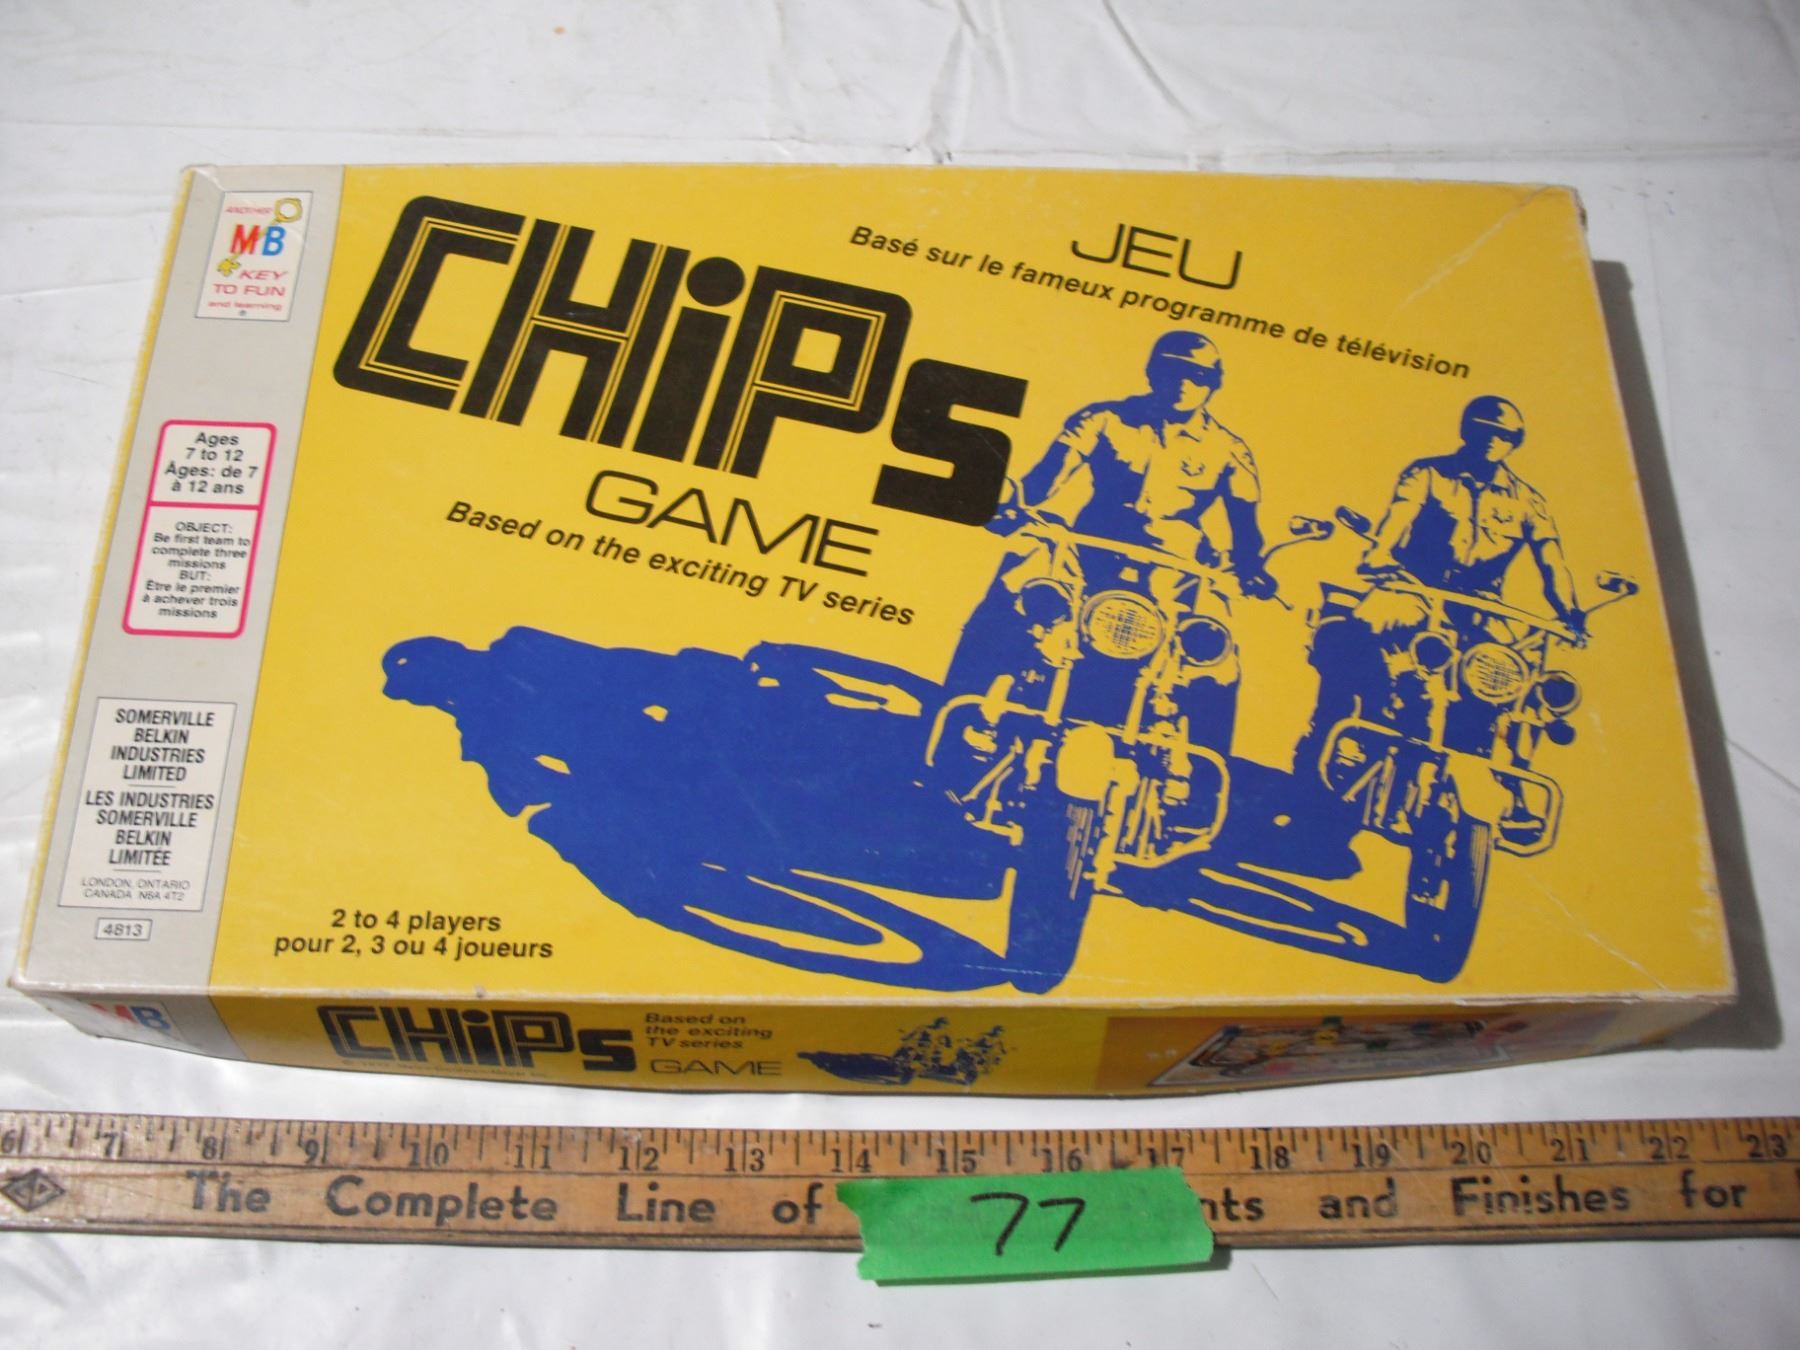 ANOTHER
MB
KEY
TO FUN
and learning
®
Ages
7 to 12
Âges: de 7
à 12 ans
OBJECT:
Be first team to
complete three
missions
BUT:
Être le premier
à achever trois
missions
SOMERVILLE
BELKIN
INDUSTRIES
LIMITED
LES INDUSTRIES
SOMERVILLE
BELKIN
LIMITÉE
LONDON, ONTARIO
CANADA N6A 4T2
4813
CHiPs
GAME
Based on the exciting TV series
JEU
Basé sur le fameux programme de télévision
2 to 4 players
pour 2, 3 ou 4 joueurs
MB
CHiPs
Based on
the exciting
TV series
GAME
6 7 8 9 10 11 12 13 14 15 16 17 18 19 20 21 22 23
The Complete Line of nts and Finishes for
77